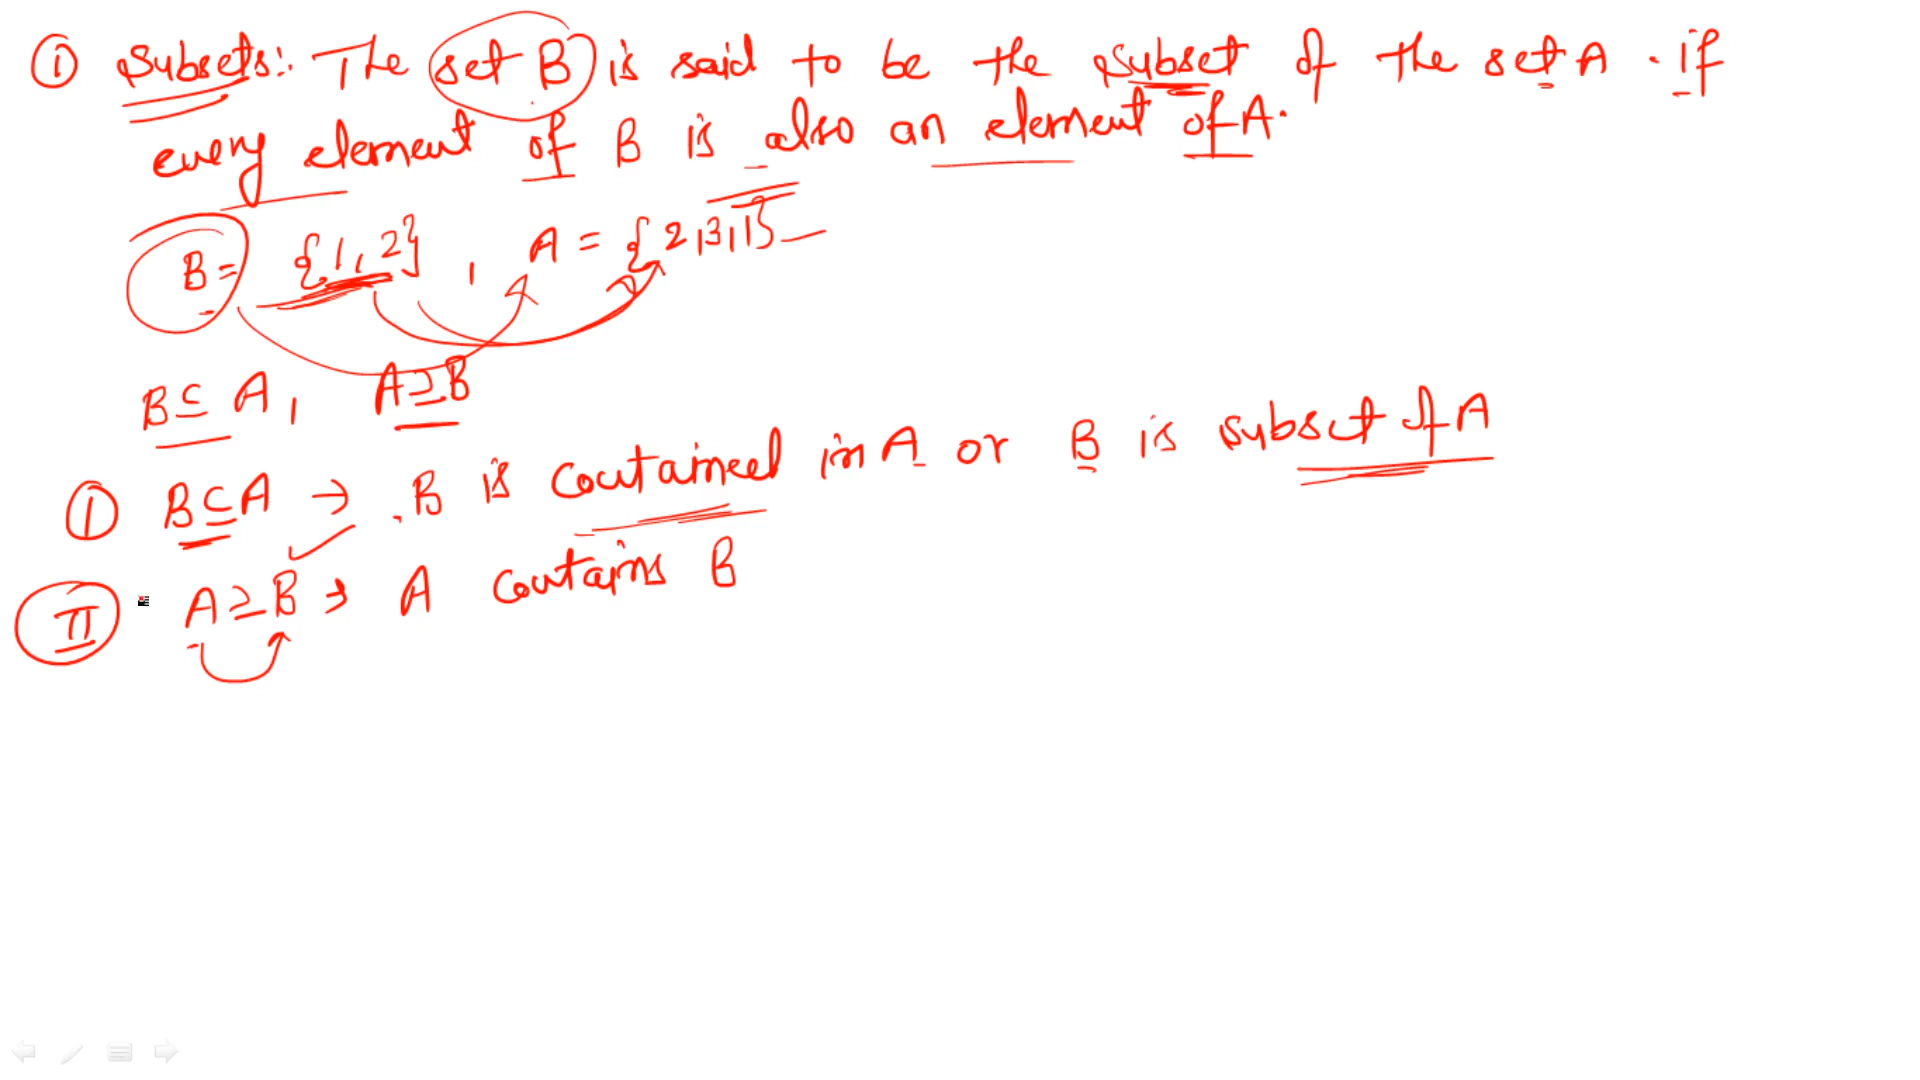 ① Subsets:. The set B is said to be the subset of the set A. if
every element of B is also an element of A.
B = {1, 2} , A = {2, 3, 1}
B ⊆ A, A ⊇ B
Ⓘ B ⊆ A → B is contained in A or B is subset of A
Ⅱ A ⊇ B → A contains B